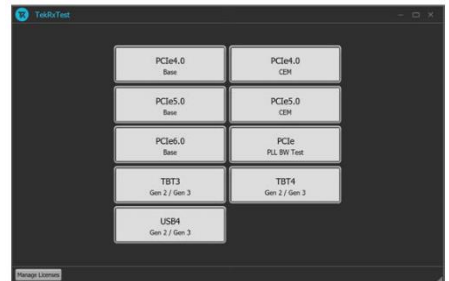 TekRxTest
PCIe4.0
Base
PCIe4.0
CEM
PCIe5.0
Base
PCIe5.0
CEM
PCIe6.0
Base
PCIe
PLL BW Test
TBT3
Gen 2 / Gen 3
TBT4
Gen 2 / Gen 3
USB4
Gen 2 / Gen 3
Manage Licenses